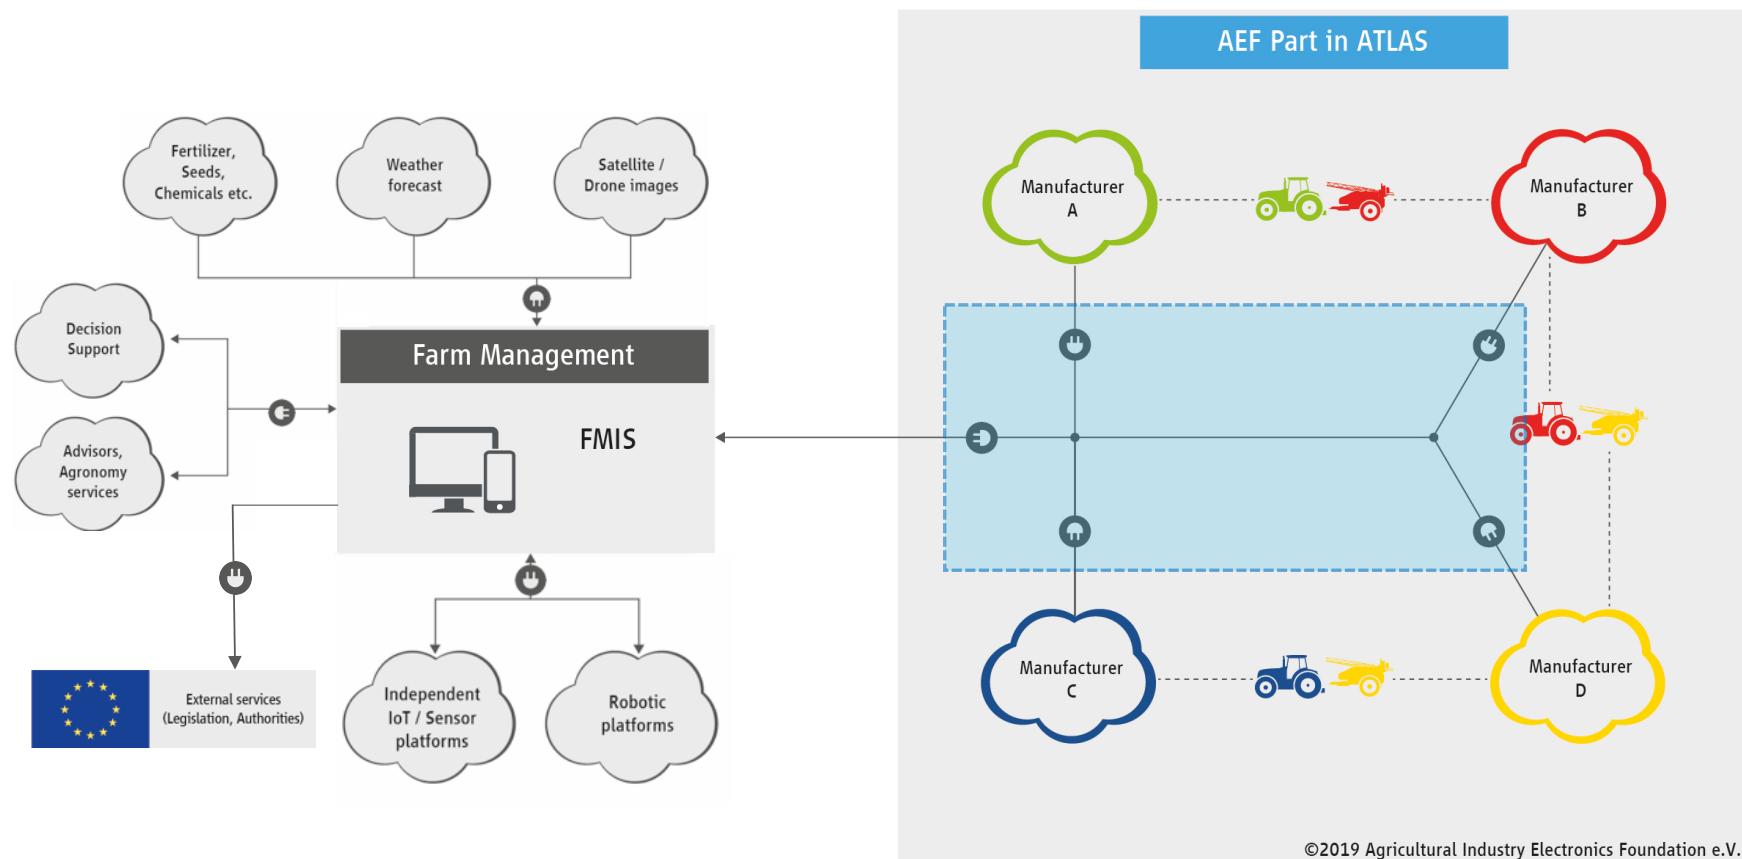 AEF Part in ATLAS
Fertilizer,
Seeds,
Chemicals etc.
Weather
forecast
Satellite /
Drone images
Manufacturer
A
Manufacturer
B
Decision
Support
Farm Management
FMIS
Advisors,
Agronomy
services
External services
(Legislation, Authorities)
Independent
IoT / Sensor
platforms
Robotic
platforms
Manufacturer
C
Manufacturer
D
©2019 Agricultural Industry Electronics Foundation e.V.